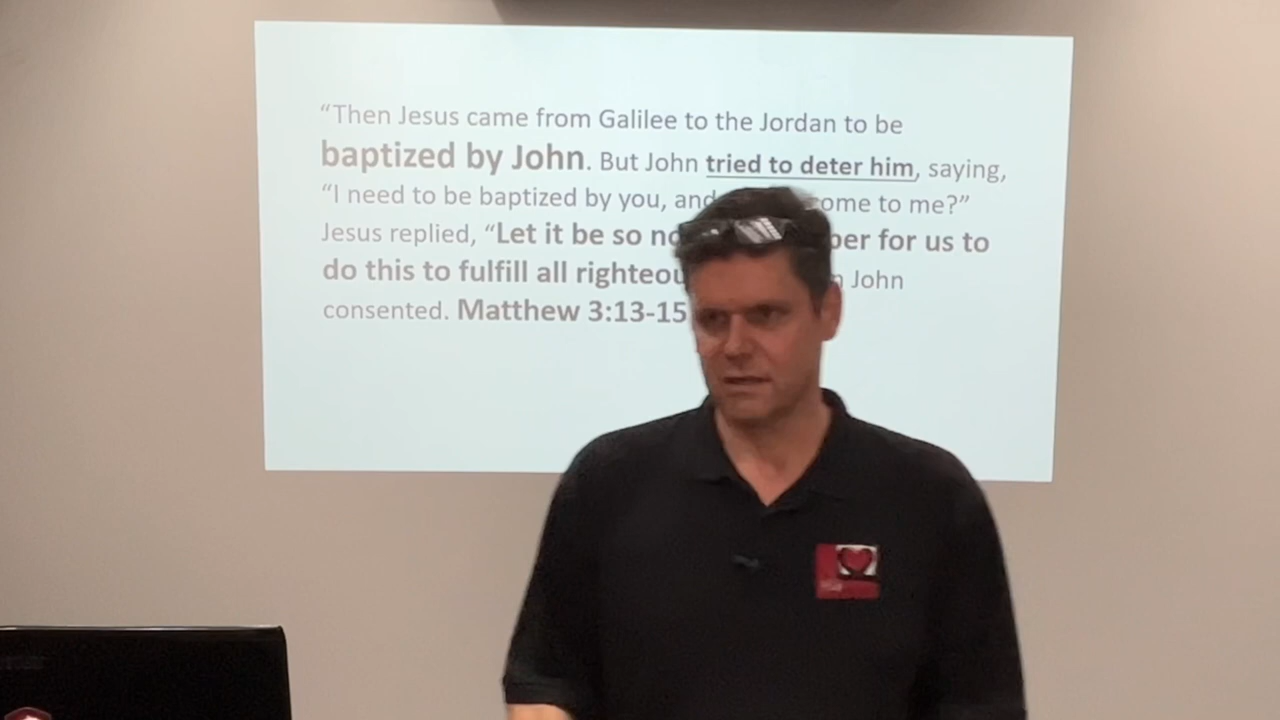 “Then Jesus came from Galilee to the Jordan to be
baptized by John. But John tried to deter him, saying,
“I need to be baptized by you, and come to me?”
Jesus replied, “Let it be so for us to
do this to fulfill all John
consented. Matthew 3:13-15